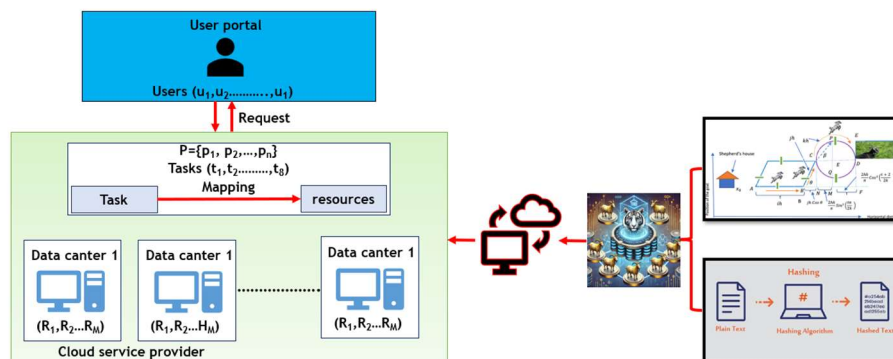 User portal
Users (u1,u2...........,u1)
Request
P={p1, p2,...,pn}
Tasks (t1,t2.........,t8)
Mapping
Task
resources
Data canter 1
Data canter 1
Data canter 1
(R1,R2...RM)
(R1,R2...HM)
(R1,R2...RM)
Cloud service provider
Shepherd's house
A
B
C
D
E
F
Hashing
#
Plain Text
Hashing Algorithm
Hashed Text